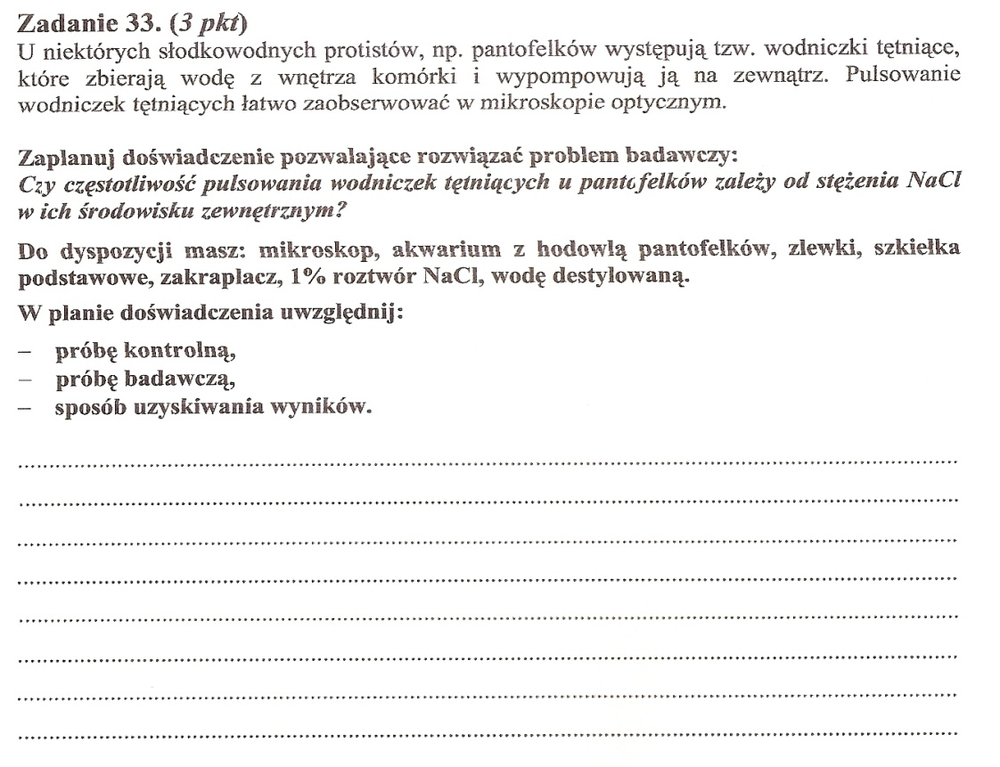 Zadanie 33. (3 pkt)
U niektórych słodkowodnych protistów, np. pantofelków występują tzw. wodniczki tętniące,
które zbierają wodę z wnętrza komórki i wypompowują ją na zewnątrz. Pulsowanie
wodniczek tętniących łatwo zaobserwować w mikroskopie optycznym.
Zaplanuj doświadczenie pozwalające rozwiązać problem badawczy:
Czy częstotliwość pulsowania wodniczek tętniących u pantofelków zależy od stężenia NaCl
w ich środowisku zewnętrznym?
Do dyspozycji masz: mikroskop, akwarium z hodowlą pantofelków, zlewki, szkiełka
podstawowe, zakraplacz, 1% roztwór NaCl, wodę destylowaną.
W planie doświadczenia uwzględnij:
– próbę kontrolną,
– próbę badawczą,
– sposób uzyskiwania wyników.